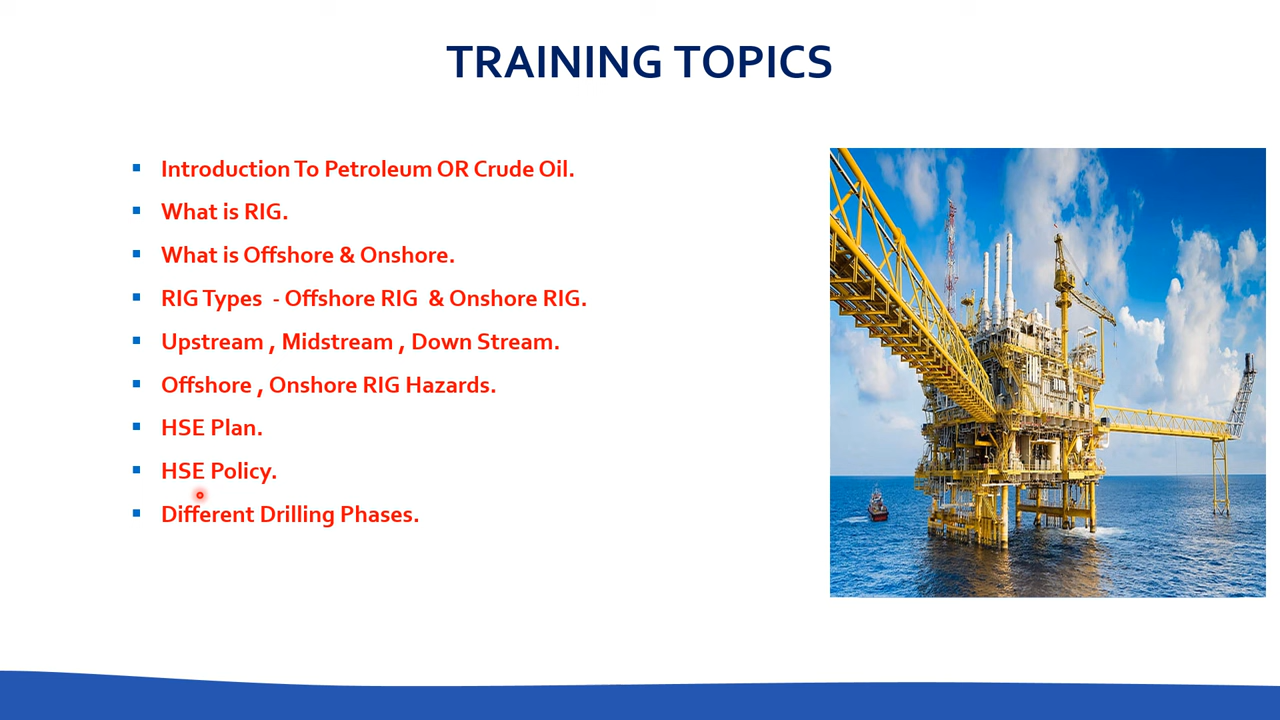 TRAINING TOPICS
Introduction To Petroleum OR Crude Oil.
What is RIG.
What is Offshore & Onshore.
RIG Types - Offshore RIG & Onshore RIG.
Upstream , Midstream , Down Stream.
Offshore , Onshore RIG Hazards.
HSE Plan.
HSE Policy.
Different Drilling Phases.